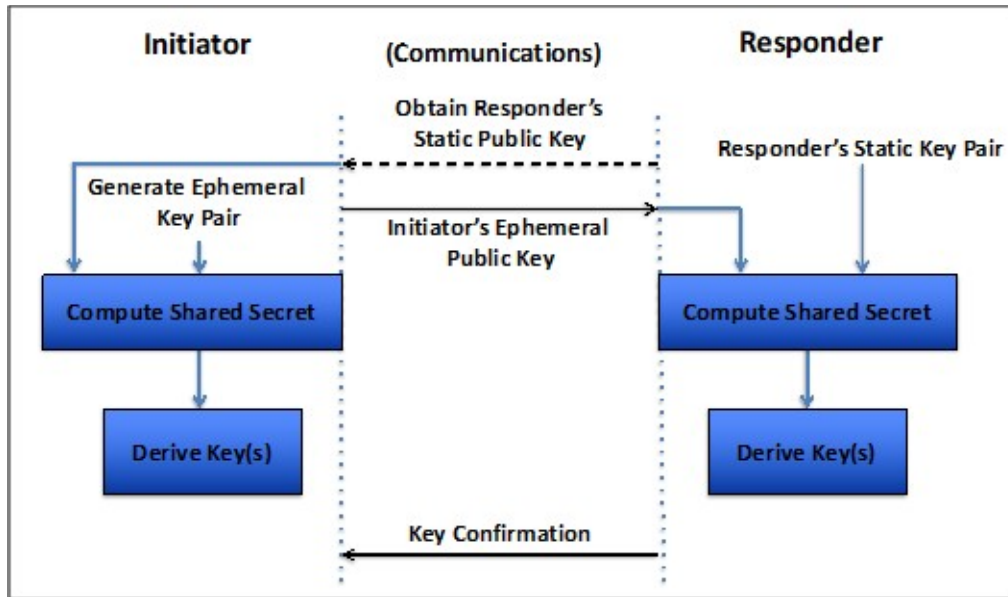 Initiator
(Communications)
Responder
Obtain Responder's
Static Public Key
Responder's Static Key Pair
Generate Ephemeral
Key Pair
Initiator's Ephemeral
Public Key
Compute Shared Secret
Compute Shared Secret
Derive Key(s)
Derive Key(s)
Key Confirmation